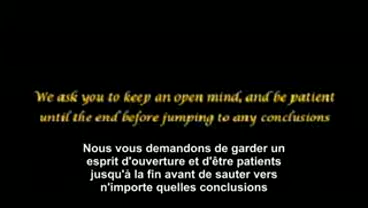 We ask you to keep an open mind, and be patient
until the end before jumping to any conclusions
Nous vous demandons de garder un
esprit d'ouverture et d'être patients
jusqu'à la fin avant de sauter vers
n'importe quelles conclusions